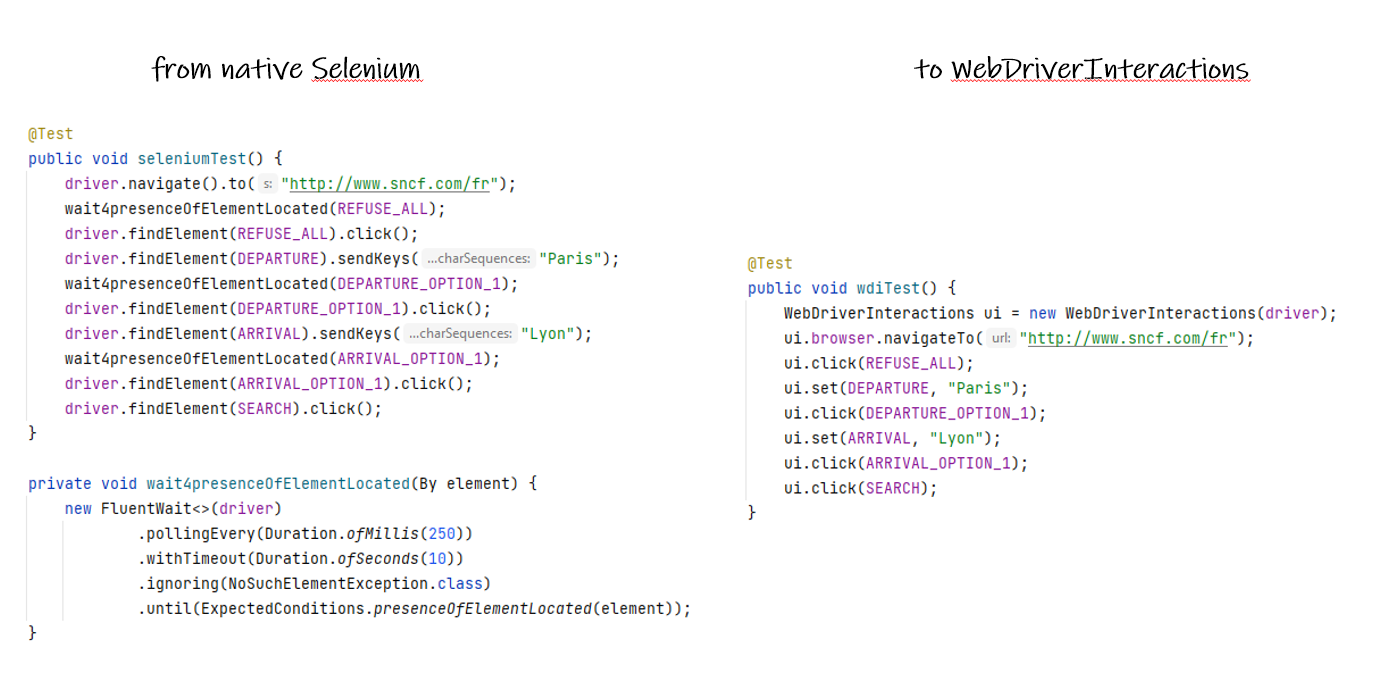 from native Selenium
@Test
public void seleniumTest() {
driver.navigate().to( s: "http://www.sncf.com/fr");
wait4presenceOfElementLocated(REFUSE_ALL);
driver.findElement(REFUSE_ALL).click();
driver.findElement(DEPARTURE).sendKeys( ...charSequences: "Paris");
wait4presenceOfElementLocated(DEPARTURE_OPTION_1);
driver.findElement(DEPARTURE_OPTION_1).click();
driver.findElement(ARRIVAL).sendKeys( ...charSequences: "Lyon");
wait4presenceOfElementLocated(ARRIVAL_OPTION_1);
driver.findElement(ARRIVAL_OPTION_1).click();
driver.findElement(SEARCH).click();
}
private void wait4presenceOfElementLocated(By element) {
new FluentWait<>(driver)
.pollingEvery(Duration.ofMillis(250))
.withTimeout(Duration.ofSeconds(10))
.ignoring(NoSuchElementException.class)
.until(ExpectedConditions.presenceOfElementLocated(element));
}
to WebDriverInteractions
@Test
public void wdiTest() {
WebDriverInteractions ui = new WebDriverInteractions(driver);
ui.browser.navigateTo( url: "http://www.sncf.com/fr");
ui.click(REFUSE_ALL);
ui.set(DEPARTURE, "Paris");
ui.click(DEPARTURE_OPTION_1);
ui.set(ARRIVAL, "Lyon");
ui.click(ARRIVAL_OPTION_1);
ui.click(SEARCH);
}